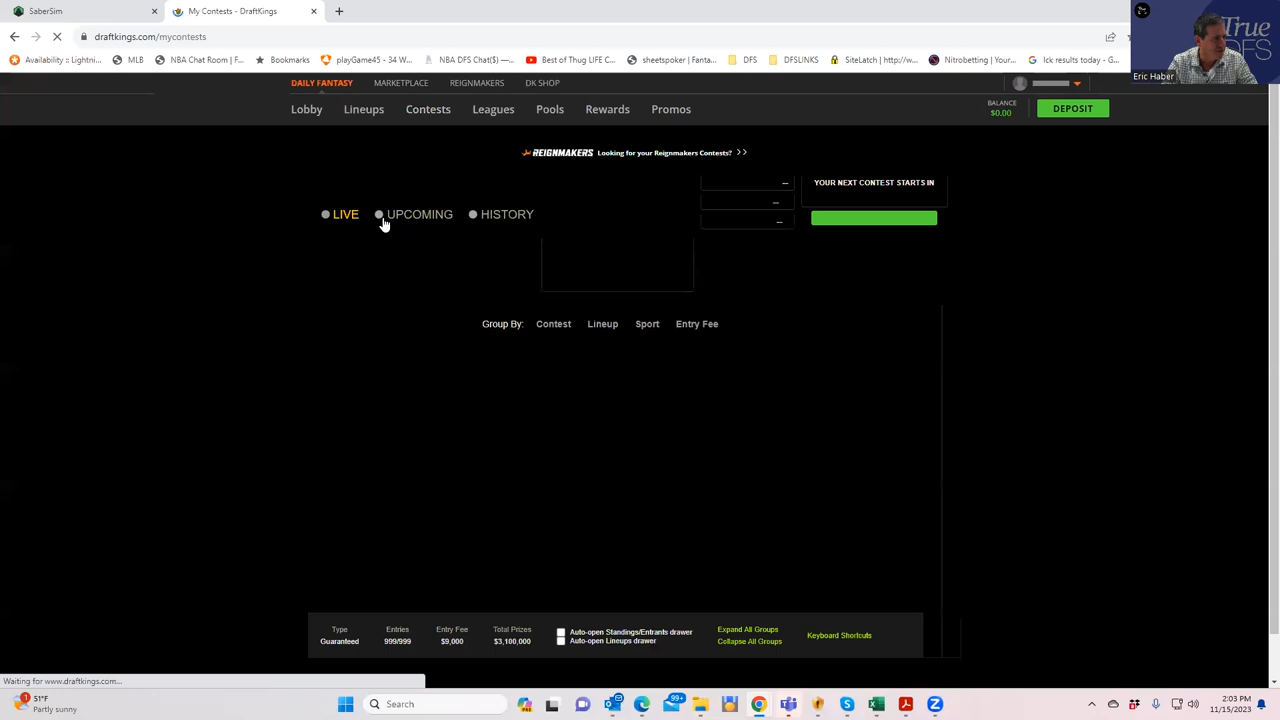 SaberSim
My Contests - DraftKings
draftkings.com/mycontests
Availability :: Lightni...
MLB
NBA Chat Room | F...
Bookmarks
playGame45 - 34 W...
NBA DFS Chat($) —...
Best of Thug LIFE C...
sheetspoker | Fanta...
DFS
DFSLINKS
SiteLatch | http://w...
Nitrobetting | Your...
Ick results today - G...
True
DFS
Eric Haber
DAILY FANTASY
MARKETPLACE
REIGNMAKERS
DK SHOP
Lobby
Lineups
Contests
Leagues
Pools
Rewards
Promos
BALANCE
$0.00
DEPOSIT
REIGNMAKERS Looking for your Reignmakers Contests? >>
YOUR NEXT CONTEST STARTS IN
LIVE
UPCOMING
HISTORY
Group By: Contest Lineup Sport Entry Fee
Type Entries Entry Fee Total Prizes
Guaranteed 999/999 $9,000 $3,100,000
Auto-open Standings/Entrants drawer
Auto-open Lineups drawer
Expand All Groups
Collapse All Groups
Keyboard Shortcuts
Waiting for www.draftkings.com...
1
51°F
Partly sunny
Search
99+
2:03 PM
11/15/2023